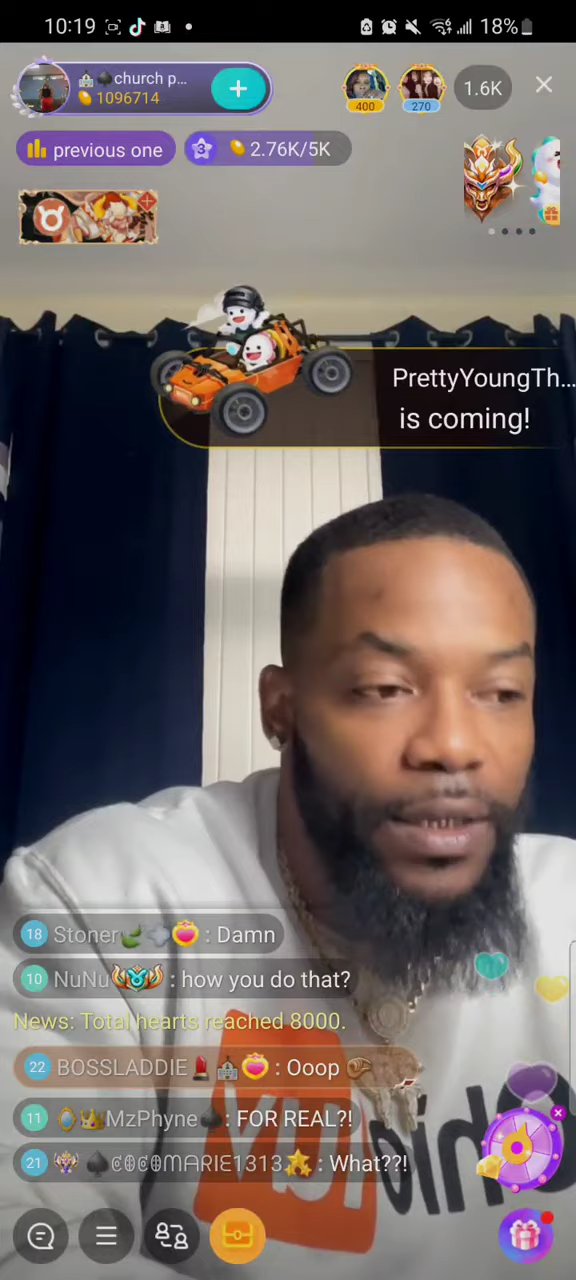 10:19
18%
church p...
1096714
400
270
1.6K
previous one
3
2.76K/5K
PrettyYoungTh...
is coming!
18 Stoner : Damn
10 NuNu : how you do that?
News: Total hearts reached 8000.
22 BOSSLADDIE : Ooop
11 MzPhyne : FOR REAL?!
21 ₡Ø₡ØMARIE1313 : What??!